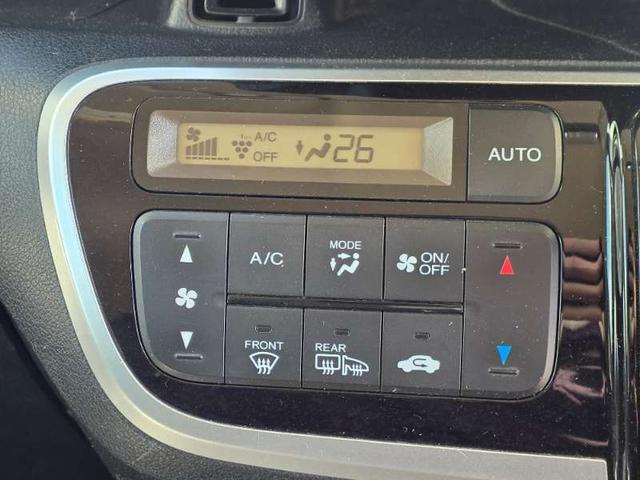 A/C
OFF
26
AUTO
A/C
MODE
ON/
OFF
FRONT
REAR